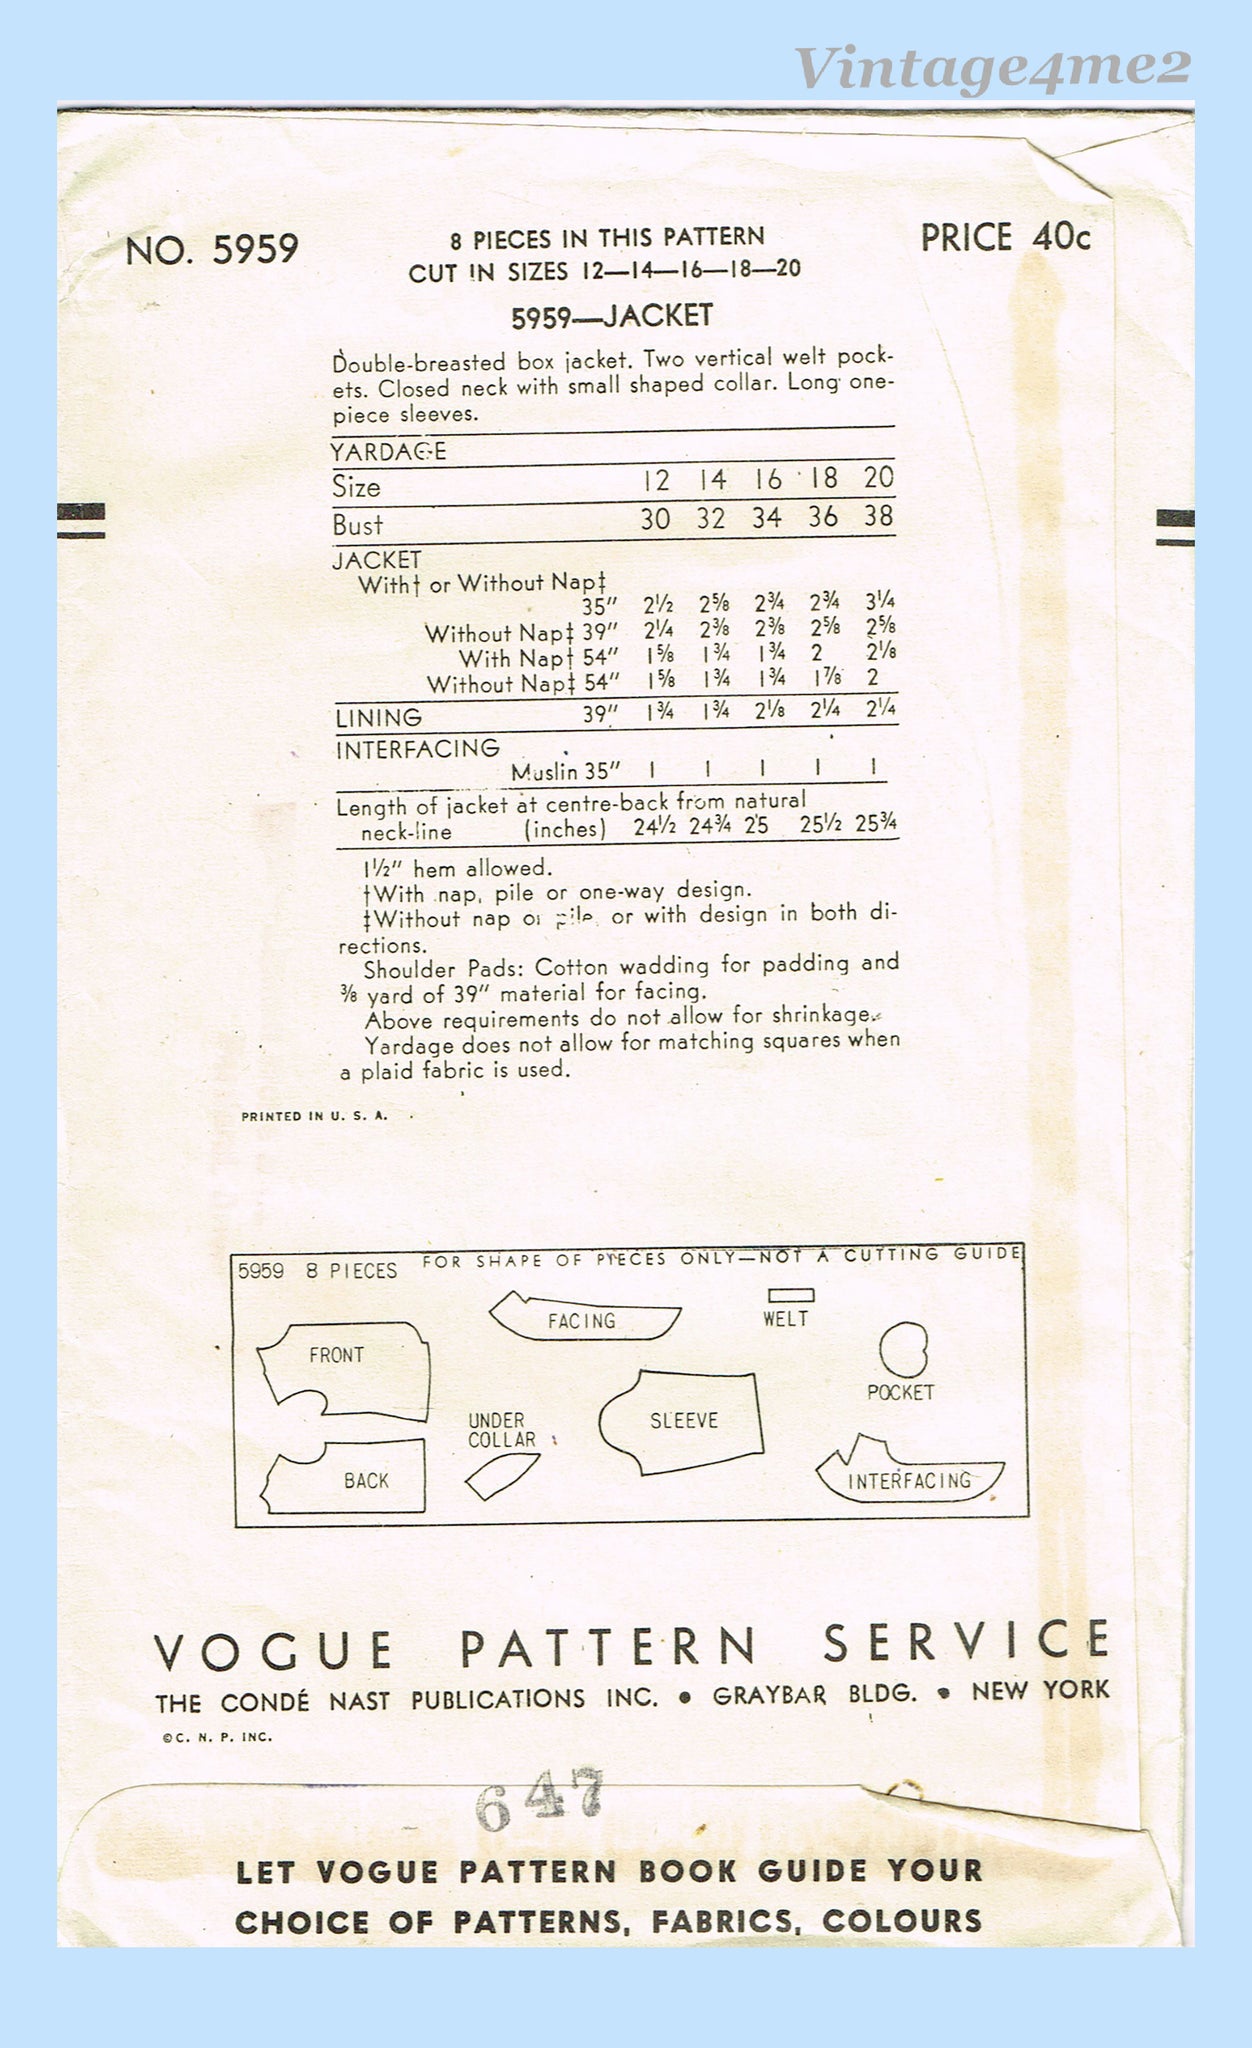 Vintage4me2
NO. 5959
8 PIECES IN THIS PATTERN
PRICE 40c
CUT IN SIZES 12—14—16—18—20
5959—JACKET
Double-breasted box jacket. Two vertical welt pock-
ets. Closed neck with small shaped collar. Long one-
piece sleeves.
YARDAGE
Size 12 14 16 18 20
Bust 30 32 34 36 38
JACKET
With† or Without Nap‡
35" 2½ 2⅝ 2¾ 2¾ 3¼
Without Nap‡ 39" 2¼ 2⅜ 2⅜ 2⅝ 2⅝
With Nap† 54" 1⅝ 1¾ 1¾ 2 2⅛
Without Nap‡ 54" 1⅝ 1¾ 1¾ 1⅞ 2
LINING 39" 1¾ 1¾ 2⅛ 2¼ 2¼
INTERFACING
Muslin 35" 1 1 1 1 1
Length of jacket at centre-back from natural
neck-line (inches) 24½ 24¾ 25 25½ 25¾
1½" hem allowed.
†With nap, pile or one-way design.
‡Without nap or pile, or with design in both di-
rections.
Shoulder Pads: Cotton wadding for padding and
⅜ yard of 39" material for facing.
Above requirements do not allow for shrinkage.
Yardage does not allow for matching squares when
a plaid fabric is used.
PRINTED IN U. S. A.
5959 8 PIECES FOR SHAPE OF PIECES ONLY—NOT A CUTTING GUIDE
FACING
WELT
FRONT
POCKET
UNDER
COLLAR
SLEEVE
BACK
INTERFACING
VOGUE PATTERN SERVICE
THE CONDÉ NAST PUBLICATIONS INC. • GRAYBAR BLDG. • NEW YORK
©C. N. P. INC.
647
LET VOGUE PATTERN BOOK GUIDE YOUR
CHOICE OF PATTERNS, FABRICS, COLOURS